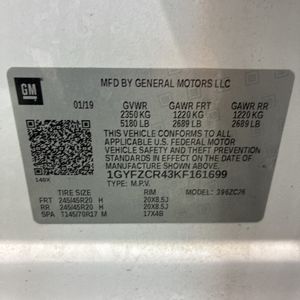 GM
MFD BY GENERAL MOTORS LLC
01/19 GVWR GAWR FRT GAWR RR
2350 KG 1220 KG 1220 KG
5180 LB 2689 LB 2689 LB
THIS VEHICLE CONFORMS TO ALL
APPLICABLE U.S. FEDERAL MOTOR
VEHICLE SAFETY AND THEFT
PREVENTION STANDARDS IN EFFECT ON
THE DATE OF MANUFACTURE SHOWN ABOVE.
1GYFZCR43KF161699
140X TYPE: M.P.V. MODEL:
TIRE SIZE RIM
FRT 245/45R20 H 20X8.5J
RR 245/45R20 H 20X8.5J
SPA T145/70R17 M 17X4B